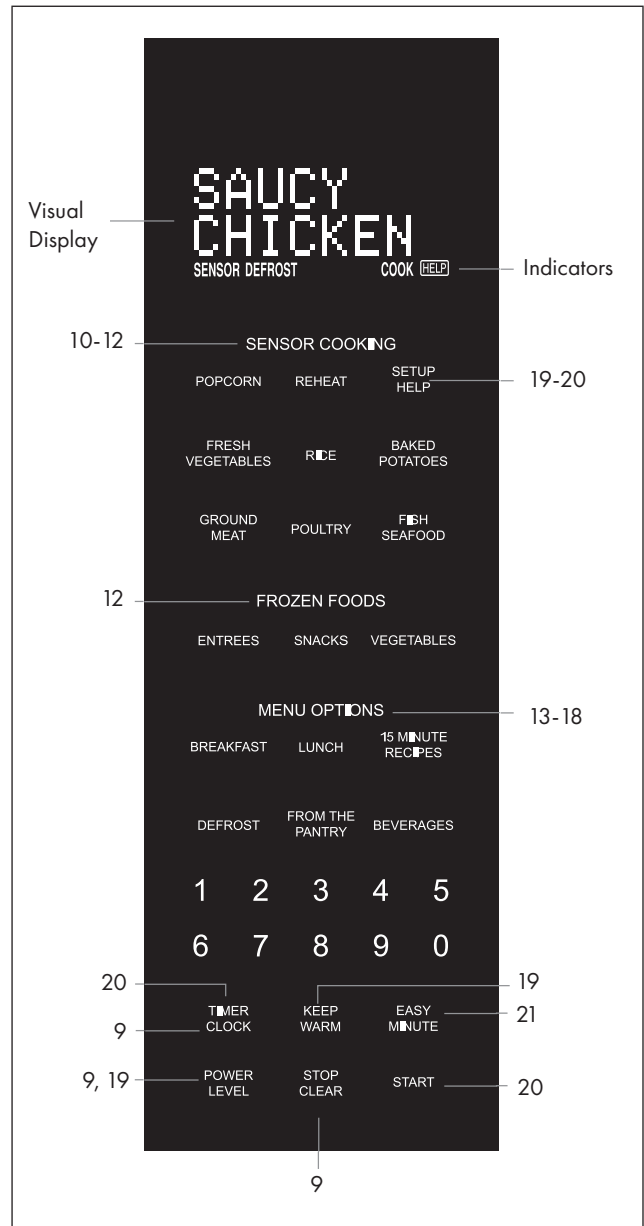 SAUCY
CHICKEN
Visual
Display
SENSOR DEFROST COOK HELP
Indicators
10-12
SENSOR COOKING
POPCORN REHEAT SETUP
HELP
19-20
FRESH
VEGETABLES
RICE
BAKED
POTATOES
GROUND
MEAT
POULTRY
FISH
SEAFOOD
12
FROZEN FOODS
ENTREES SNACKS VEGETABLES
MENU OPTIONS
13-18
BREAKFAST LUNCH
15 MINUTE
RECIPES
DEFROST
FROM THE
PANTRY
BEVERAGES
1 2 3 4 5
6 7 8 9 0
20
19
TIMER
CLOCK
KEEP
WARM
EASY
MINUTE
9
21
9, 19
POWER
LEVEL
STOP
CLEAR
START
20
9